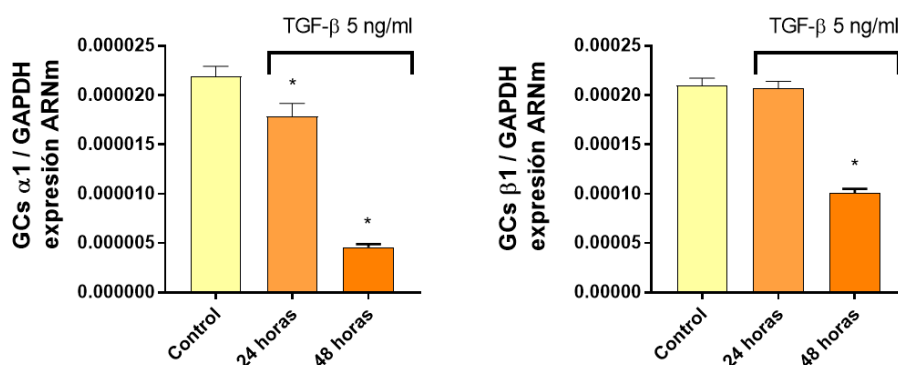 TGF-β 5 ng/ml
GCs α1 / GAPDH
expresión ARNm
0.000025
0.000020
0.000015
0.000010
0.000005
0.000000
*
*
Control
24 horas
48 horas
TGF-β 5 ng/ml
GCs β1 / GAPDH
expresión ARNm
0.00025
0.00020
0.00015
0.00010
0.00005
0.00000
*
Control
24 horas
48 horas